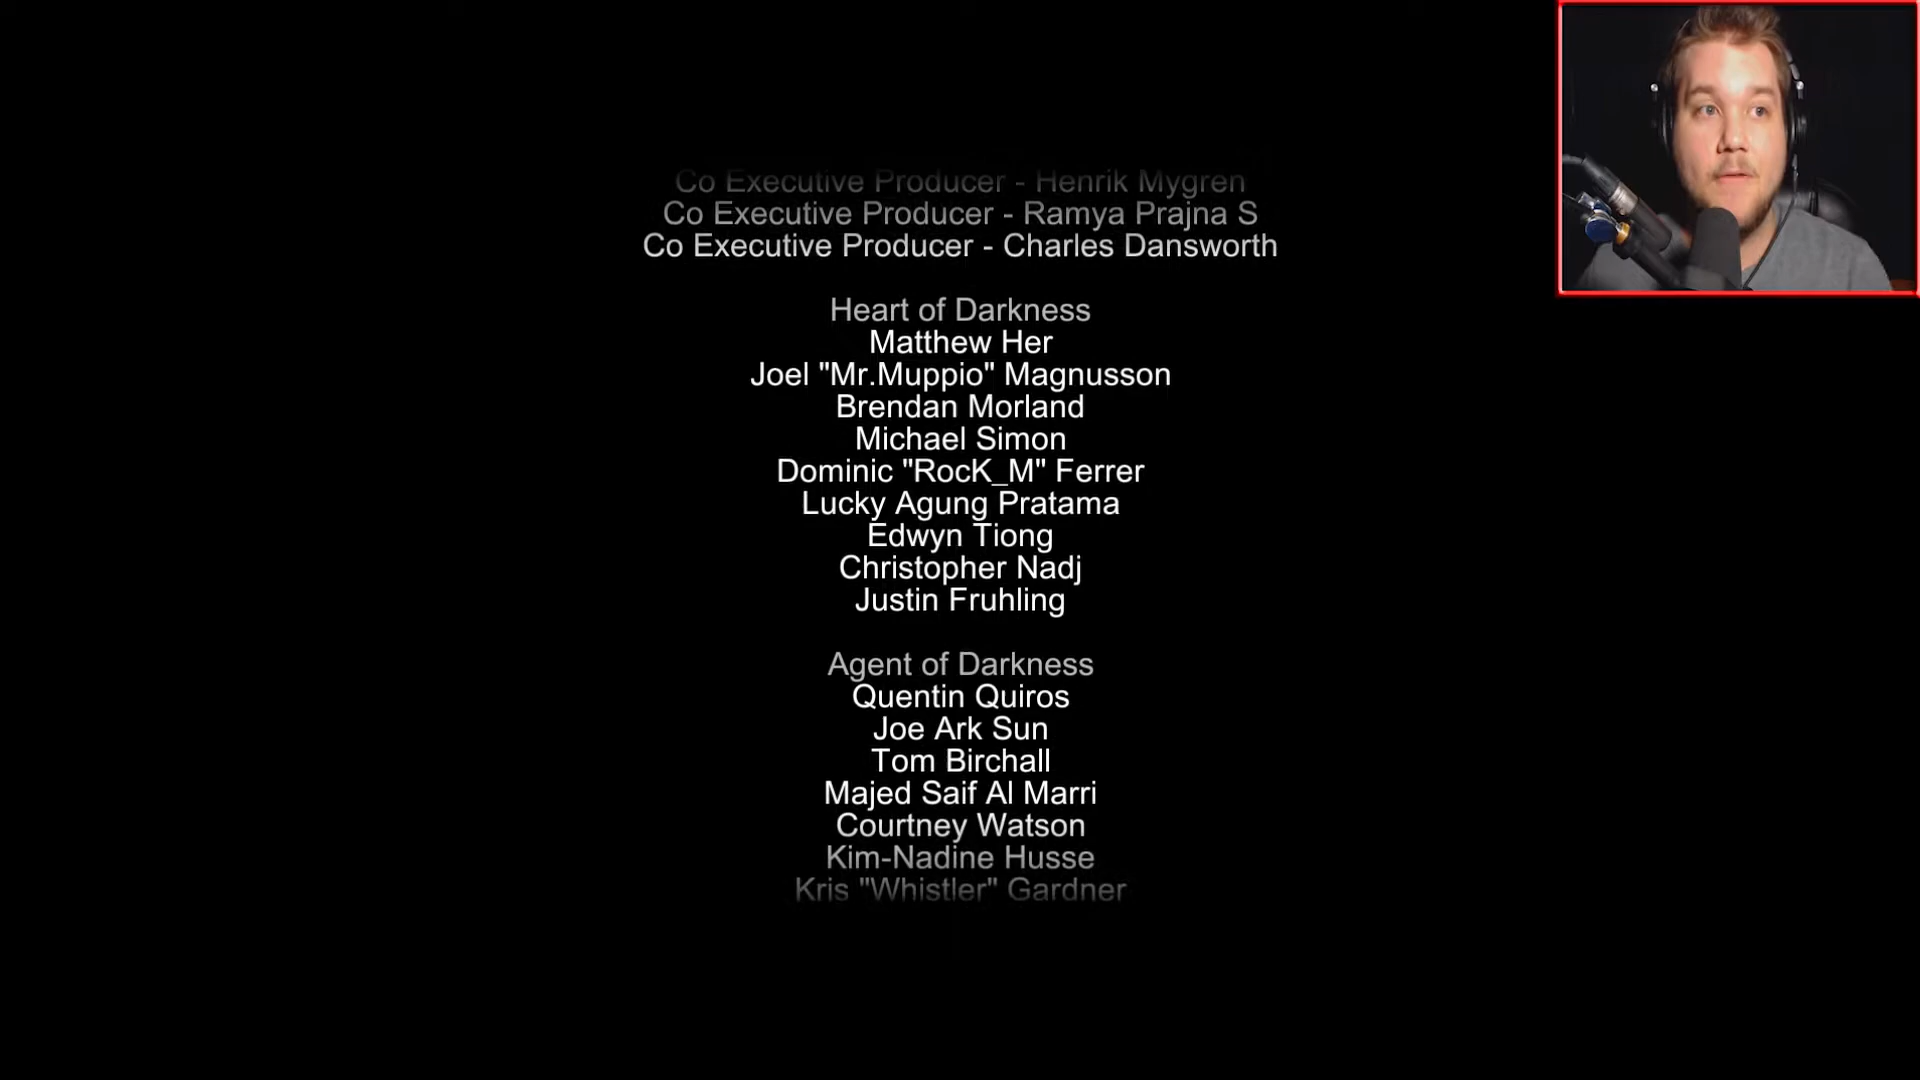 Co Executive Producer - Henrik Mygren
Co Executive Producer - Ramya Prajna S
Co Executive Producer - Charles Dansworth
Heart of Darkness
Matthew Her
Joel "Mr.Muppio" Magnusson
Brendan Morland
Michael Simon
Dominic "RocK_M" Ferrer
Lucky Agung Pratama
Edwyn Tiong
Christopher Nadj
Justin Fruhling
Agent of Darkness
Quentin Quiros
Joe Ark Sun
Tom Birchall
Majed Saif Al Marri
Courtney Watson
Kim-Nadine Husse
Kris "Whistler" Gardner